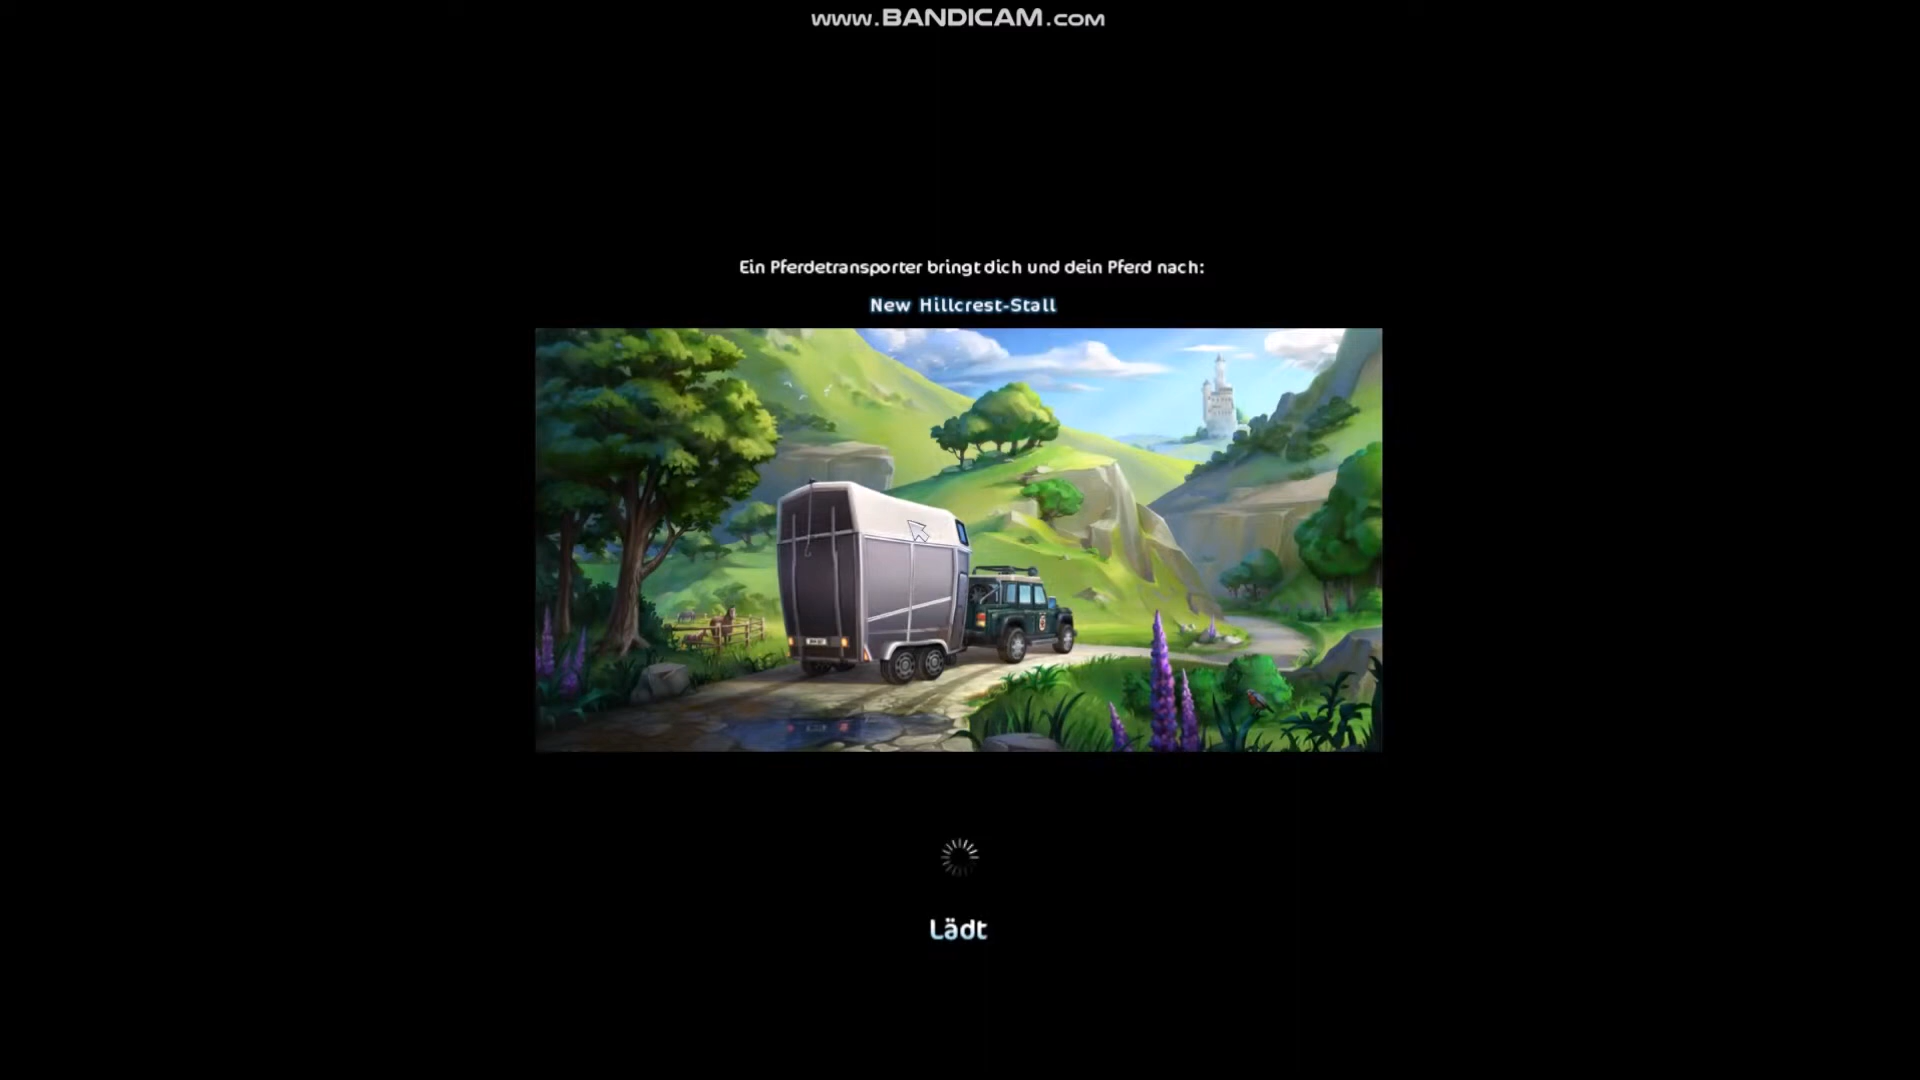 www.BANDICAM.com
Ein Pferdetransporter bringt dich und dein Pferd nach:
New Hillcrest-Stall
Lädt